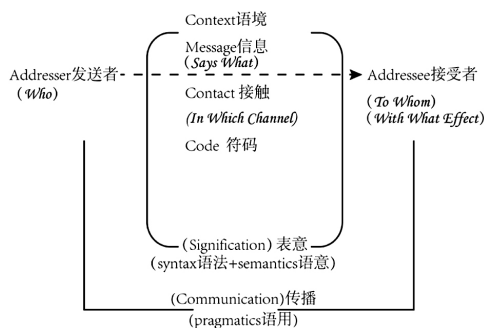 Context语境
Message信息
(Says What)
Addresser发送者
(Who)
Addressee接受者
(To Whom)
(With What Effect)
Contact 接触
(In Which Channel)
Code 符码
(Signification) 表意
(syntax语法+semantics语意)
(Communication)传播
(pragmatics语用)